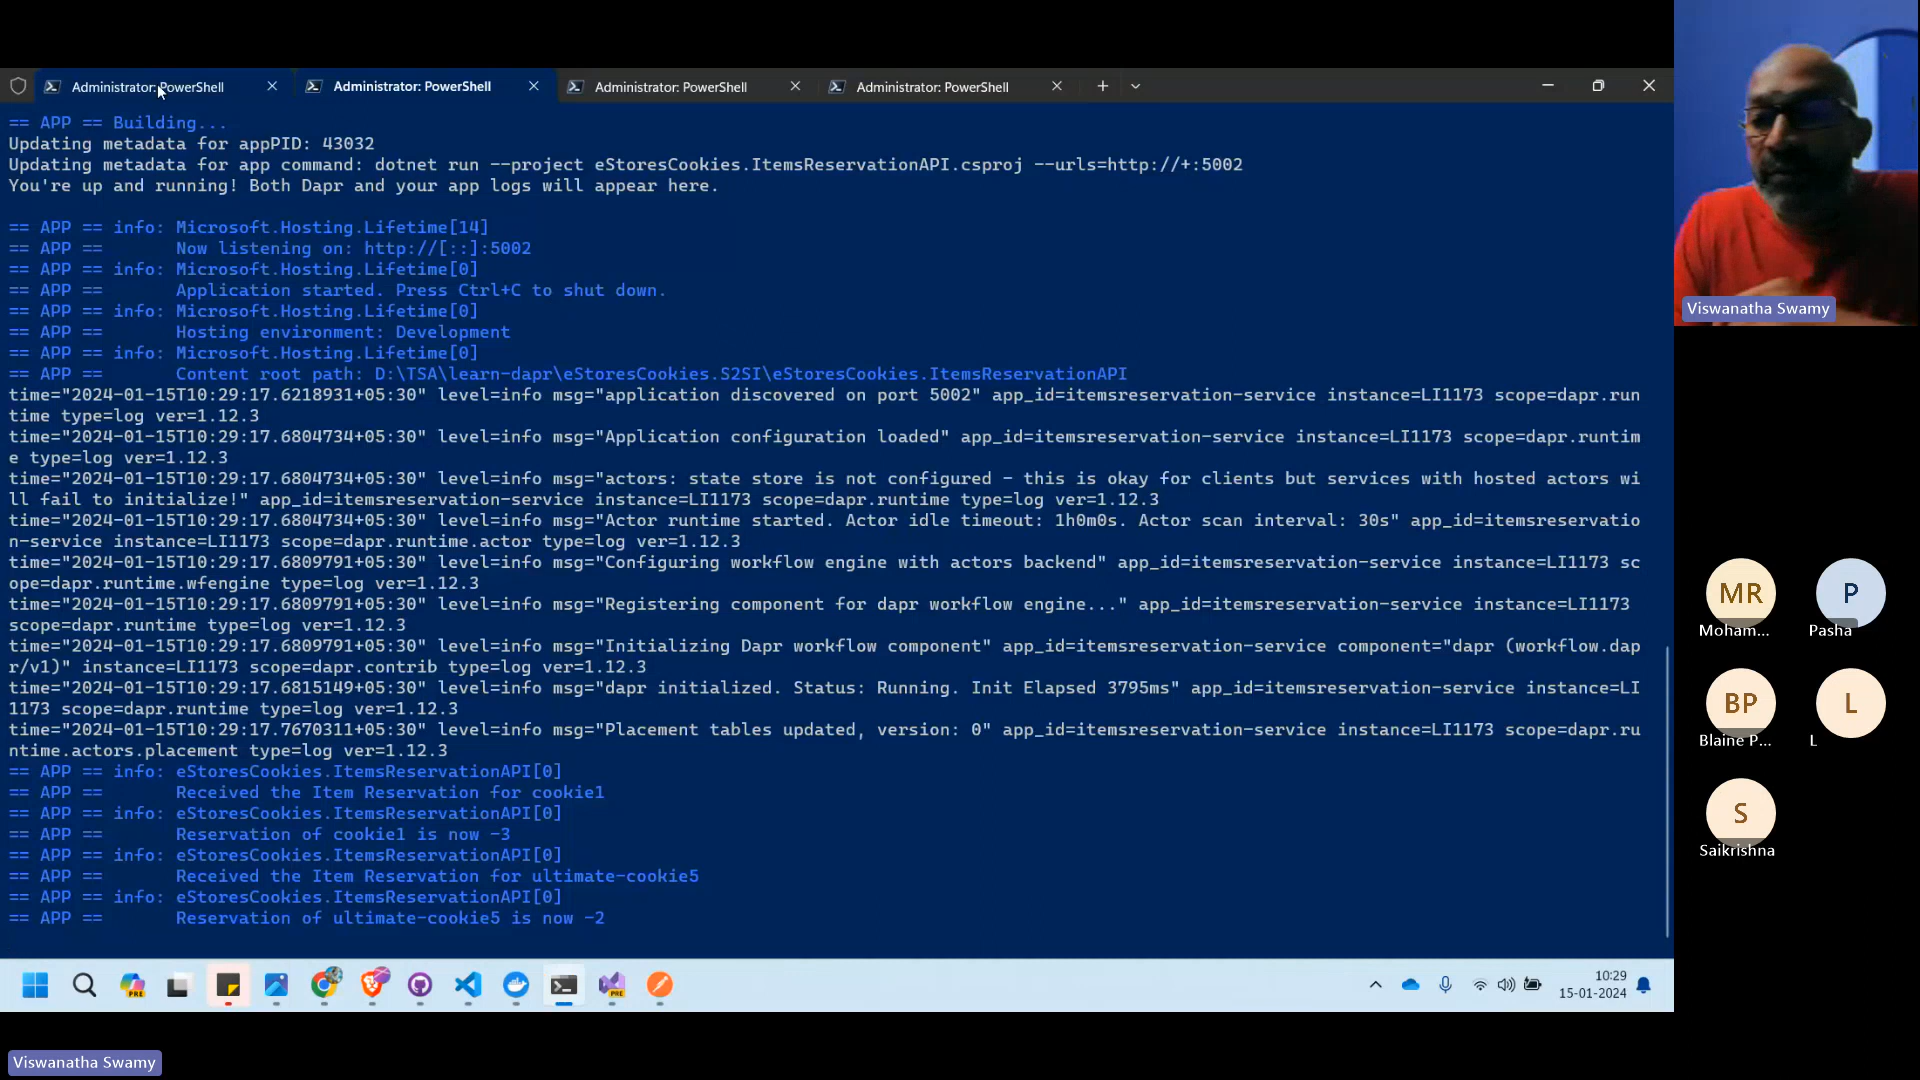 Administrator: PowerShell
Administrator: PowerShell
Administrator: PowerShell
Administrator: PowerShell
== APP == Building...
Updating metadata for appPID: 43032
Updating metadata for app command: dotnet run --project eStoresCookies.ItemsReservationAPI.csproj --urls=http://+:5002
You're up and running! Both Dapr and your app logs will appear here.
== APP == info: Microsoft.Hosting.Lifetime[14]
== APP ==       Now listening on: http://[::]:5002
== APP == info: Microsoft.Hosting.Lifetime[0]
== APP ==       Application started. Press Ctrl+C to shut down.
== APP == info: Microsoft.Hosting.Lifetime[0]
== APP ==       Hosting environment: Development
== APP == info: Microsoft.Hosting.Lifetime[0]
== APP ==       Content root path: D:\TSA\learn-dapr\eStoresCookies.S2SI\eStoresCookies.ItemsReservationAPI
time="2024-01-15T10:29:17.6218931+05:30" level=info msg="application discovered on port 5002" app_id=itemsreservation-service instance=LI1173 scope=dapr.run
time type=log ver=1.12.3
time="2024-01-15T10:29:17.6804734+05:30" level=info msg="Application configuration loaded" app_id=itemsreservation-service instance=LI1173 scope=dapr.runtim
e type=log ver=1.12.3
time="2024-01-15T10:29:17.6804734+05:30" level=info msg="actors: state store is not configured - this is okay for clients but services with hosted actors wi
ll fail to initialize!" app_id=itemsreservation-service instance=LI1173 scope=dapr.runtime type=log ver=1.12.3
time="2024-01-15T10:29:17.6804734+05:30" level=info msg="Actor runtime started. Actor idle timeout: 1h0m0s. Actor scan interval: 30s" app_id=itemsreservatio
n-service instance=LI1173 scope=dapr.runtime.actor type=log ver=1.12.3
time="2024-01-15T10:29:17.6809791+05:30" level=info msg="Configuring workflow engine with actors backend" app_id=itemsreservation-service instance=LI1173 sc
ope=dapr.runtime.wfengine type=log ver=1.12.3
time="2024-01-15T10:29:17.6809791+05:30" level=info msg="Registering component for dapr workflow engine..." app_id=itemsreservation-service instance=LI1173
scope=dapr.runtime type=log ver=1.12.3
time="2024-01-15T10:29:17.6809791+05:30" level=info msg="Initializing Dapr workflow component" app_id=itemsreservation-service component="dapr (workflow.dap
r/v1)" instance=LI1173 scope=dapr.contrib type=log ver=1.12.3
time="2024-01-15T10:29:17.6815149+05:30" level=info msg="dapr initialized. Status: Running. Init Elapsed 3795ms" app_id=itemsreservation-service instance=LI
1173 scope=dapr.runtime type=log ver=1.12.3
time="2024-01-15T10:29:17.7670311+05:30" level=info msg="Placement tables updated, version: 0" app_id=itemsreservation-service instance=LI1173 scope=dapr.ru
ntime.actors.placement type=log ver=1.12.3
== APP == info: eStoresCookies.ItemsReservationAPI[0]
== APP ==       Received the Item Reservation for cookie1
== APP == info: eStoresCookies.ItemsReservationAPI[0]
== APP ==       Reservation of cookie1 is now -3
== APP == info: eStoresCookies.ItemsReservationAPI[0]
== APP ==       Received the Item Reservation for ultimate-cookie5
== APP == info: eStoresCookies.ItemsReservationAPI[0]
== APP ==       Reservation of ultimate-cookie5 is now -2
PRE
PRE
10:29
15-01-2024
Viswanatha Swamy
Viswanatha Swamy
MR
P
Moham...
Pasha
BP
L
Blaine P...
L
S
Saikrishna